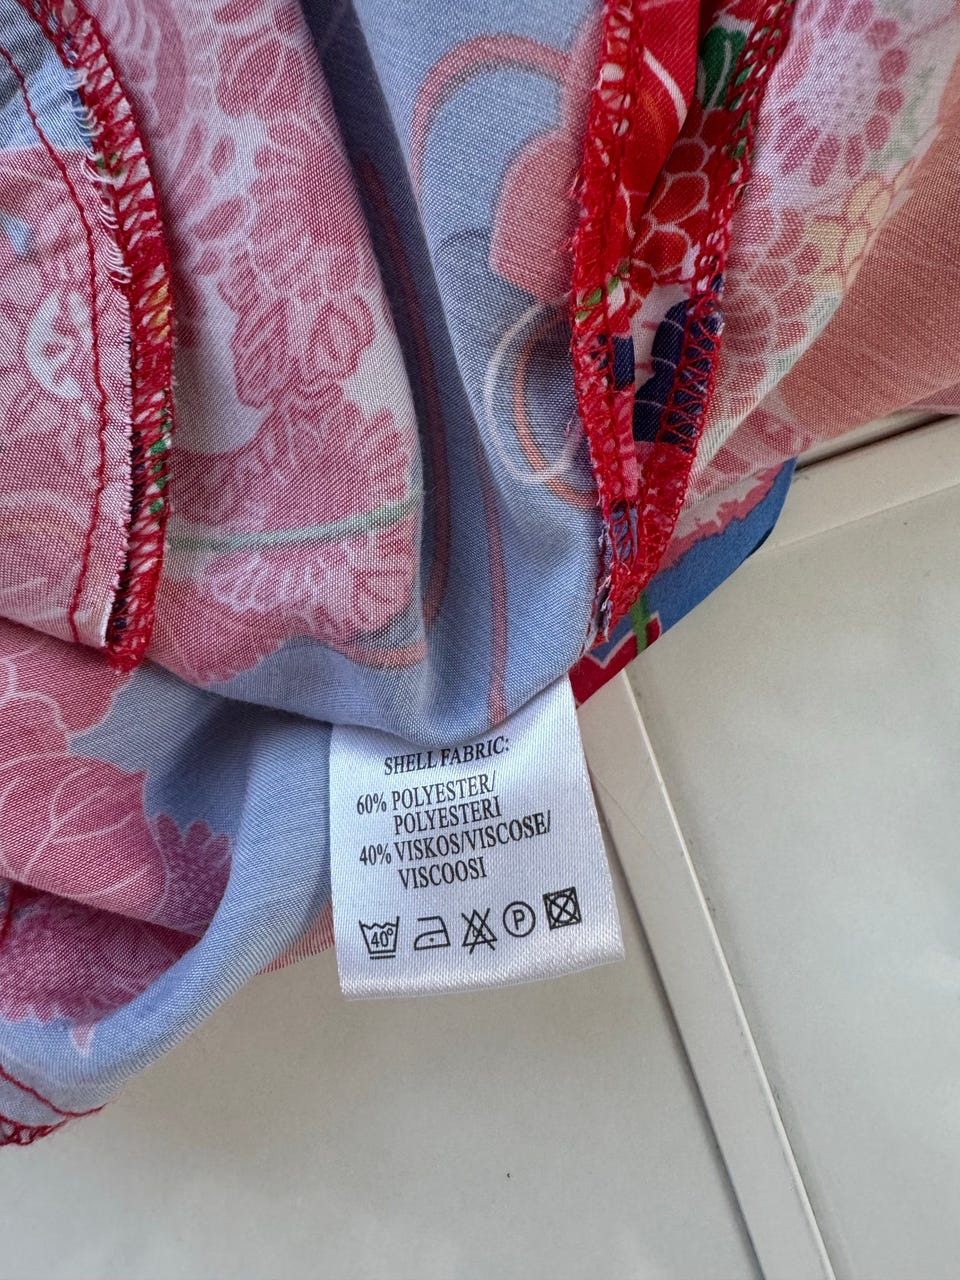 SHELL FABRIC:
60% POLYESTER/
POLYESTERI
40% VISKOS/VISCOSE/
VISCOOSI
40° P